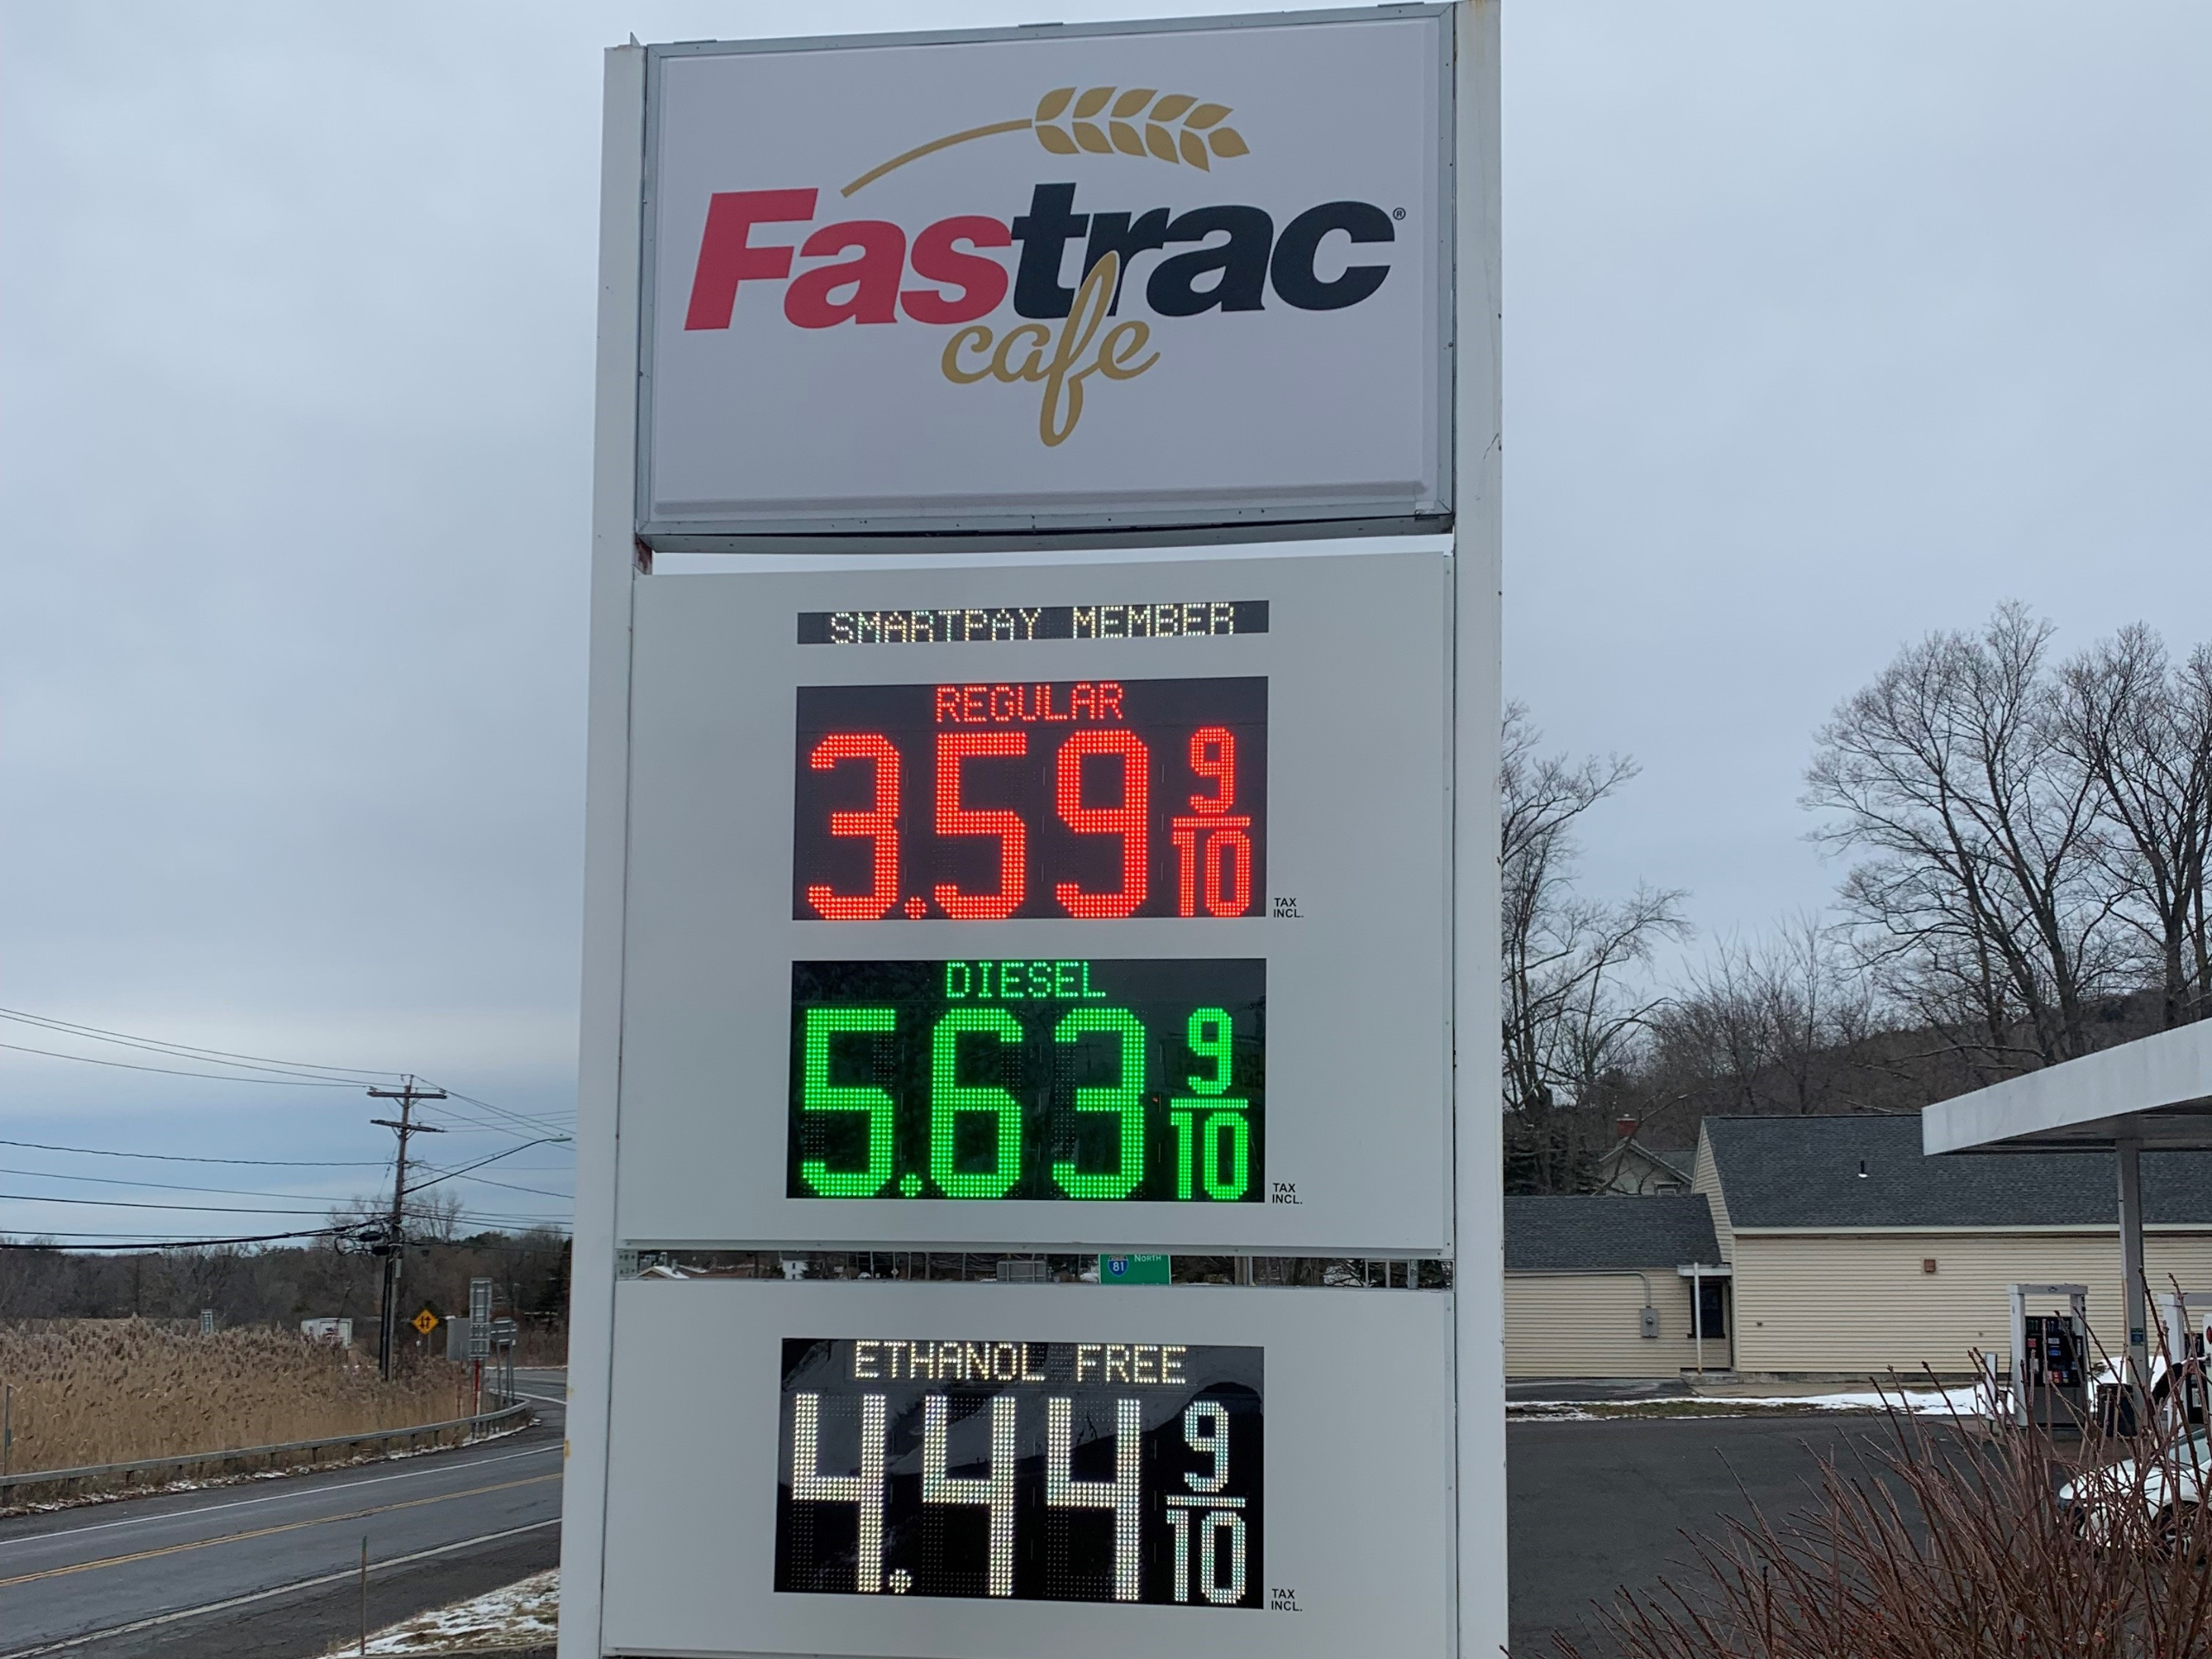 Fastrac®
cafe
SMARTPAY MEMBER
REGULAR
3.59 9/10
TAX
INCL.
DIESEL
5.63 9/10
TAX
INCL.
NORTH
81
ETHANOL FREE
4.44 9/10
TAX
INCL.